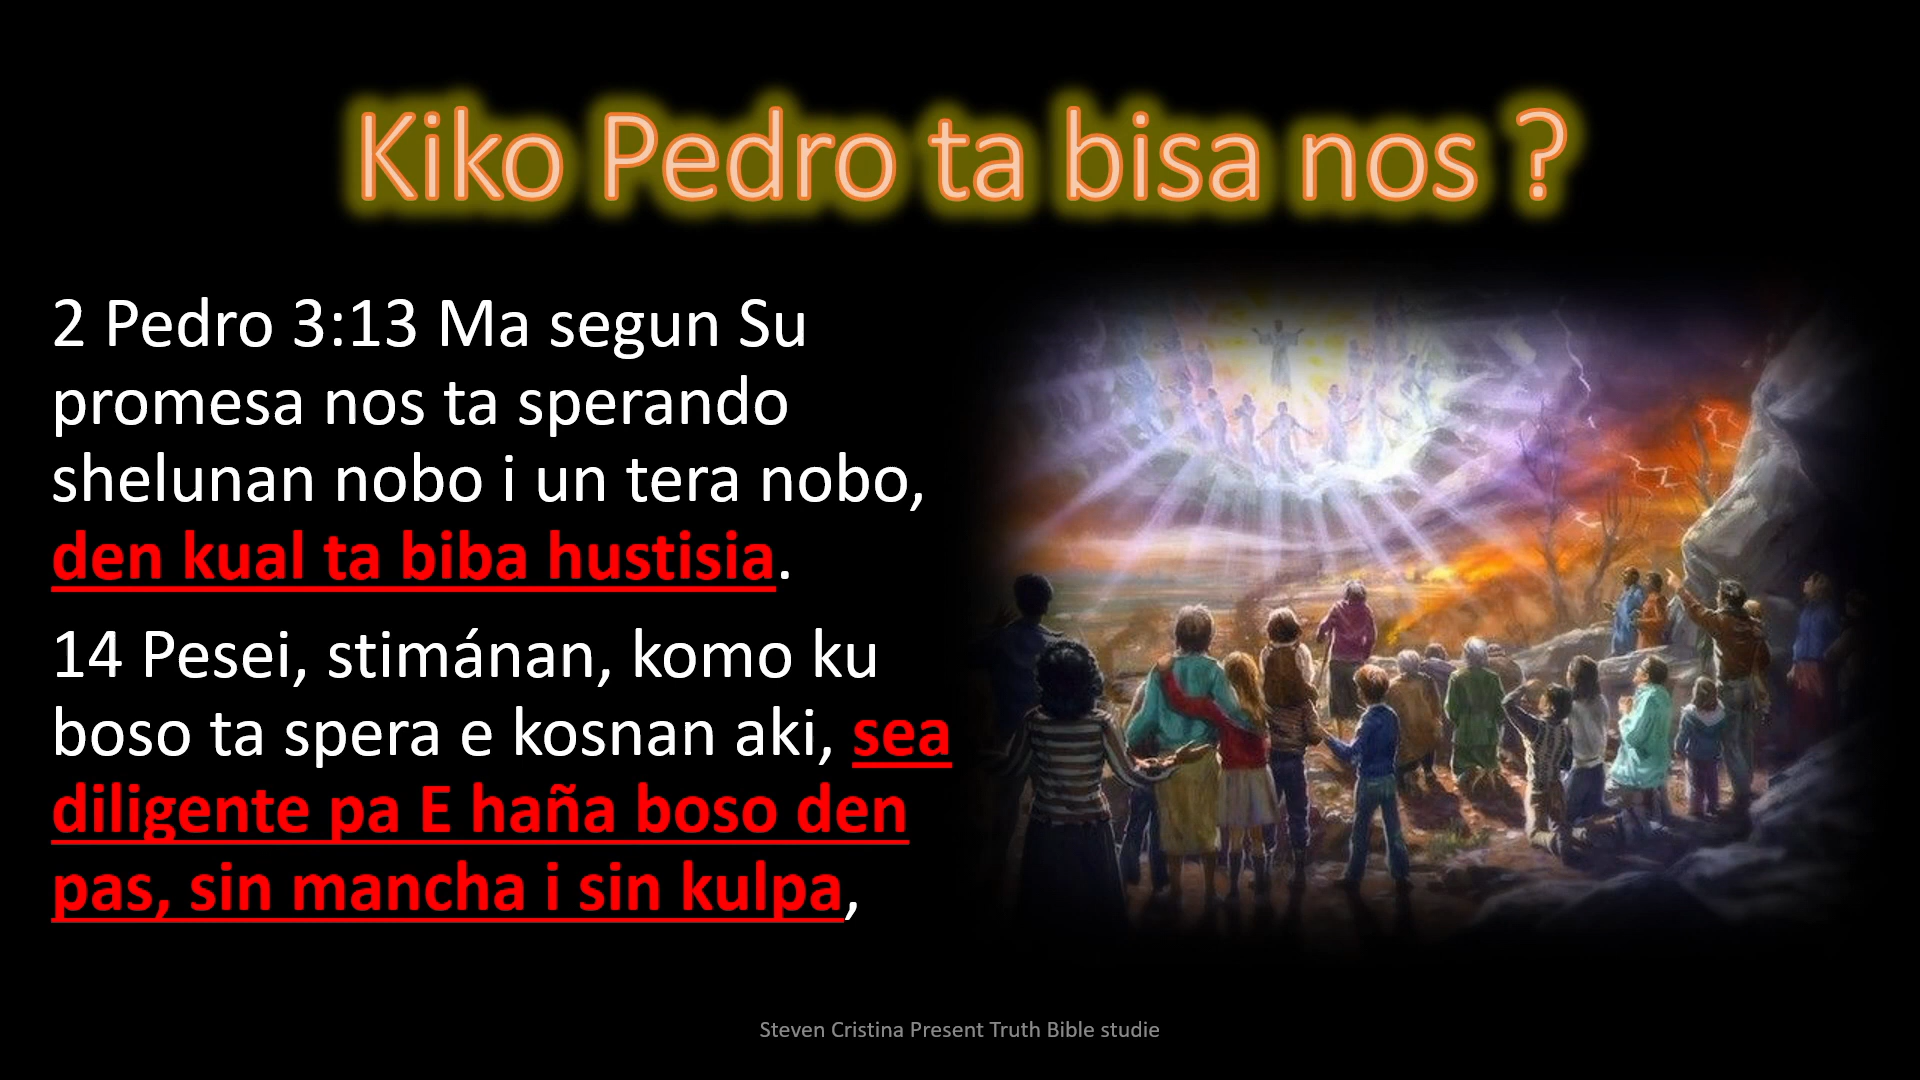 Kiko Pedro ta bisa nos ?
2 Pedro 3:13 Ma segun Su
promesa nos ta sperando
shelunan nobo i un tera nobo,
den kual ta biba hustisia.
14 Pesei, stimánan, komo ku
boso ta spera e kosnan aki, sea
diligente pa E haña boso den
pas, sin mancha i sin kulpa,
Steven Cristina Present Truth Bible studie